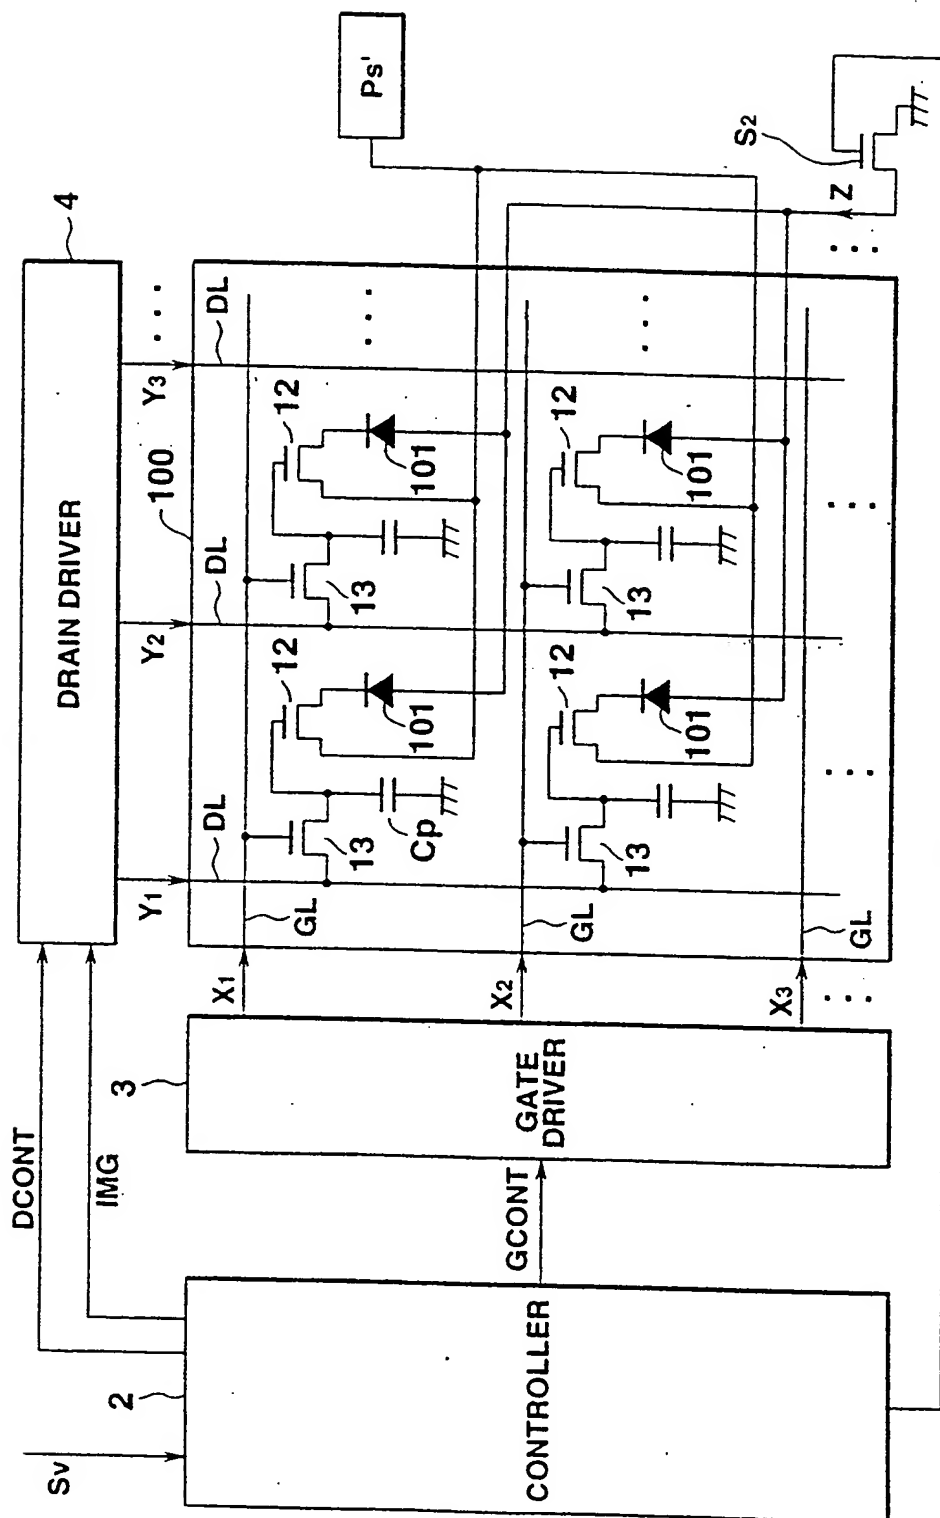 Sv
2
CONTROLLER
DCONT
IMG
GCONT
3
GATE DRIVER
4
DRAIN DRIVER
X1
X2
X3
...
Y1
Y2
Y3
...
100
DL
DL
DL
GL
GL
GL
13
Cp
12
101
13
12
101
...
13
12
101
13
12
101
...
...
...
...
Ps'
S2
Z